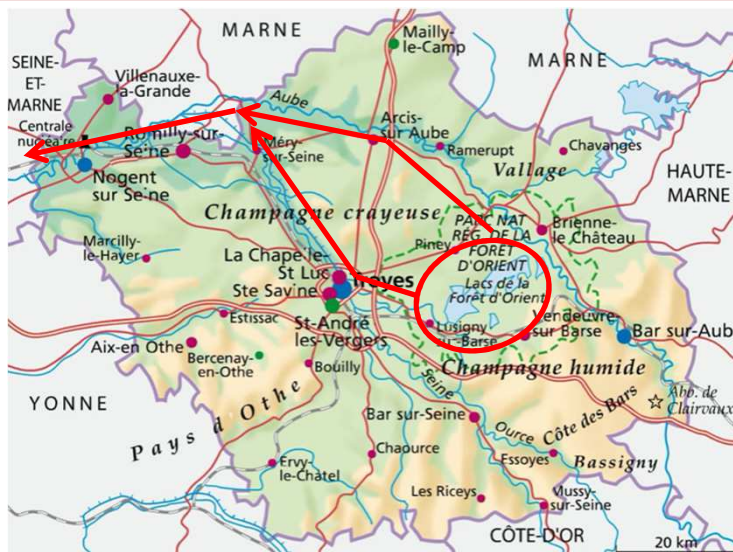 MARNE
Mailly-
le-Camp
MARNE
SEINE-
ET-
MARNE
Villenauxe-
la-Grande
Aube
Centrale
nucléaire
Romilly-sur-
Seine
Méry-
sur-Seine
Arcis-
sur Aube
Ramerupt
Chavanges
Vallage
HAUTE-
MARNE
Nogent
sur Seine
Champagne crayeuse
PARC NAT
RÉG. DE LA
FORÊT
D'ORIENT
Lacs de la
Forêt d'Orient
Brienne-
le Château
Marcilly-
le-Hayer
Piney
La Chapelle-
St Luc
Troyes
Ste Savine
St-André
les-Vergers
Estissac
Lusigny
sur-Barse
Vendeuvre-
sur Barse
Bar sur-Aub
Aix-en Othe
Bercenay-
en-Othe
Bouilly
Seine
Champagne humide
YONNE
Pays d'Othe
Bar sur-Seine
Ource
Côte des Bars
Abb. de
Clairvaux
Chaource
Essoyes
Bassigny
Ervy-
le-Châtel
Les Riceys
Mussy-
sur-Seine
CÔTE-D'OR
20 km